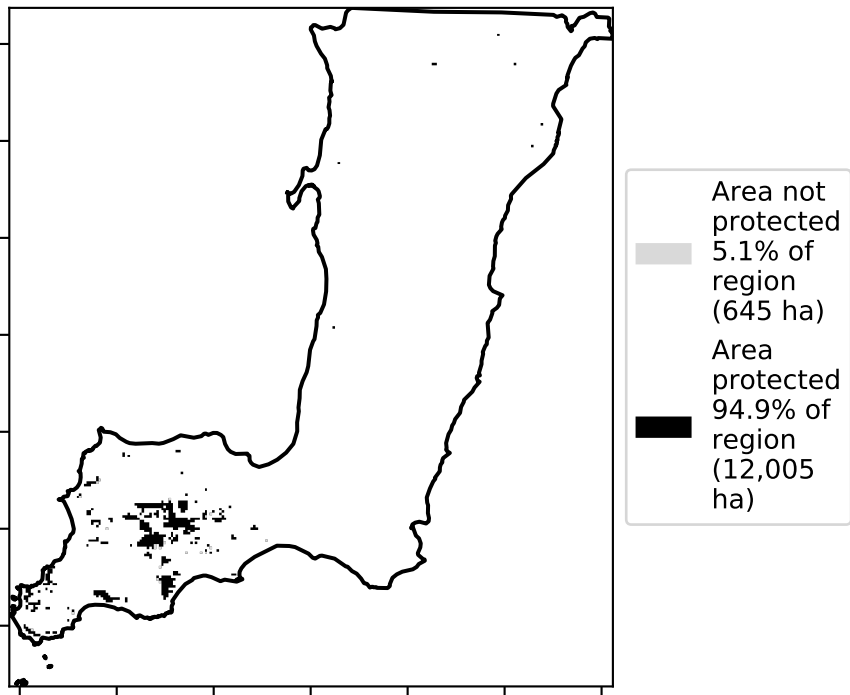 Area not
protected
5.1% of
region
(645 ha)
Area
protected
94.9% of
region
(12,005
ha)